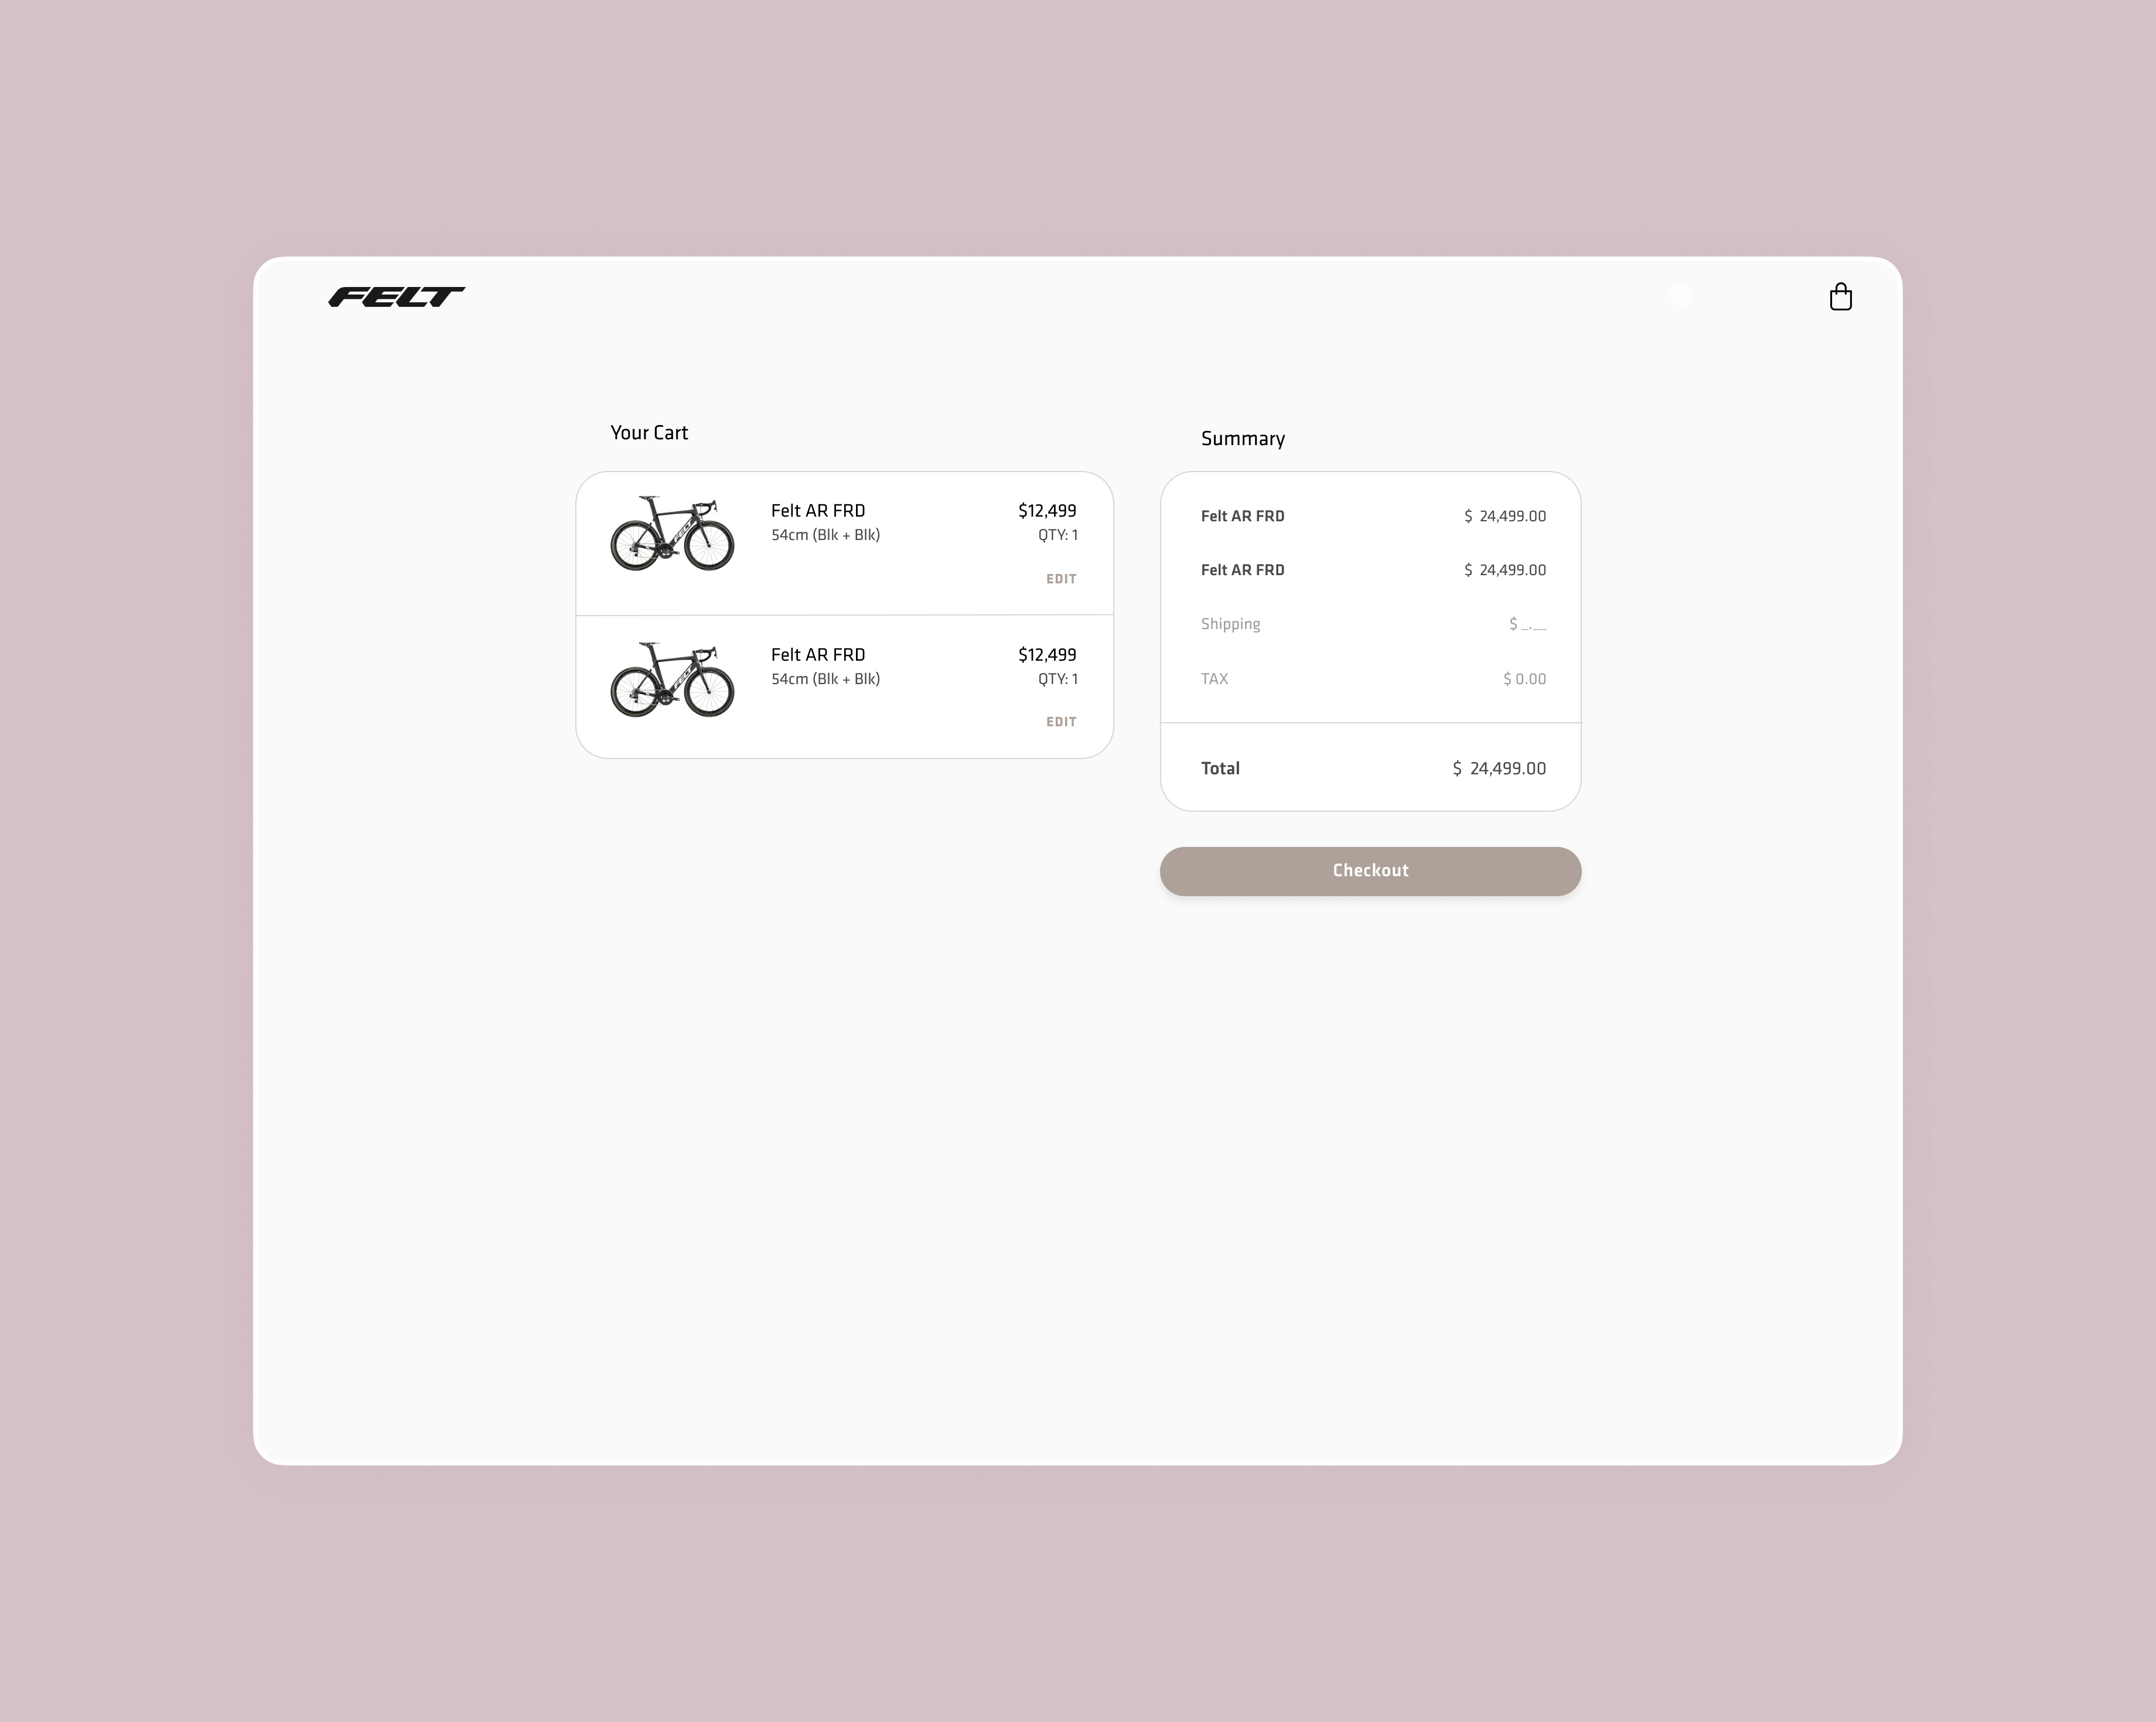 FELT
Your Cart
Felt AR FRD
$12,499
54cm (Blk + Blk)
QTY: 1
EDIT
Felt AR FRD
$12,499
54cm (Blk + Blk)
QTY: 1
EDIT
Summary
Felt AR FRD $ 24,499.00
Felt AR FRD $ 24,499.00
Shipping $ _.__
TAX $ 0.00
Total $ 24,499.00
Checkout